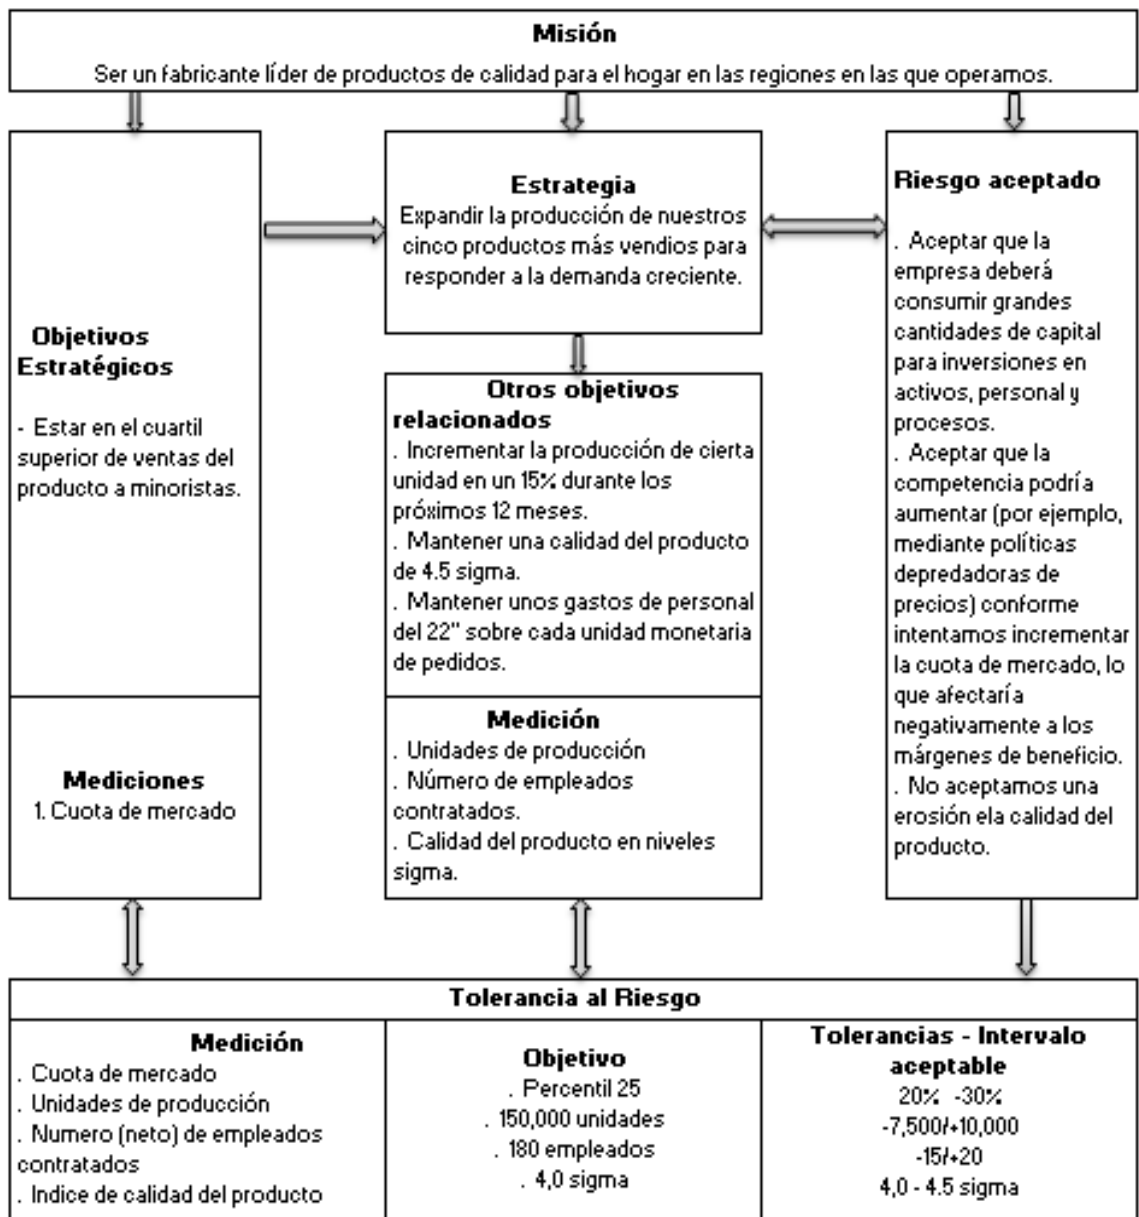 Misión
Ser un fabricante líder de productos de calidad para el hogar en las regiones en las que operamos.
Objetivos
Estratégicos
- Estar en el cuartil
superior de ventas del
producto a minoristas.
Mediciones
1. Cuota de mercado
Estrategia
Expandir la producción de nuestros
cinco productos más vendios para
responder a la demanda creciente.
Otros objetivos
relacionados
. Incrementar la producción de cierta
unidad en un 15% durante los
próximos 12 meses.
. Mantener una calidad del producto
de 4.5 sigma.
. Mantener unos gastos de personal
del 22" sobre cada unidad monetaria
de pedidos.
Medición
. Unidades de producción
. Número de empleados
contratados.
. Calidad del producto en niveles
sigma.
Riesgo aceptado
. Aceptar que la
empresa deberá
consumir grandes
cantidades de capital
para inversiones en
activos, personal y
procesos.
. Aceptar que la
competencia podría
aumentar (por ejemplo,
mediante políticas
depredadoras de
precios) conforme
intentamos incrementar
la cuota de mercado, lo
que afectaría
negativamente a los
márgenes de beneficio.
. No aceptamos una
erosión ela calidad del
producto.
Tolerancia al Riesgo
Medición
. Cuota de mercado
. Unidades de producción
. Numero (neto) de empleados
contratados
. Indice de calidad del producto
Objetivo
. Percentil 25
. 150,000 unidades
. 180 empleados
. 4,0 sigma
Tolerancias - Intervalo
aceptable
20% -30%
-7,500/+10,000
-15/+20
4,0 - 4.5 sigma